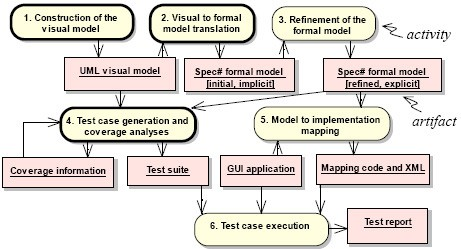 1. Construction of the
visual model
2. Visual to formal
model translation
3. Refinement of the
formal model
activity
UML visual model
Spec# formal model
[initial, implicit]
Spec# formal model
[refined, explicit]
artifact
4. Test case generation and
coverage analyses
5. Model to implementation
mapping
Coverage information
Test suite
GUI application
Mapping code and XML
6. Test case execution
Test report